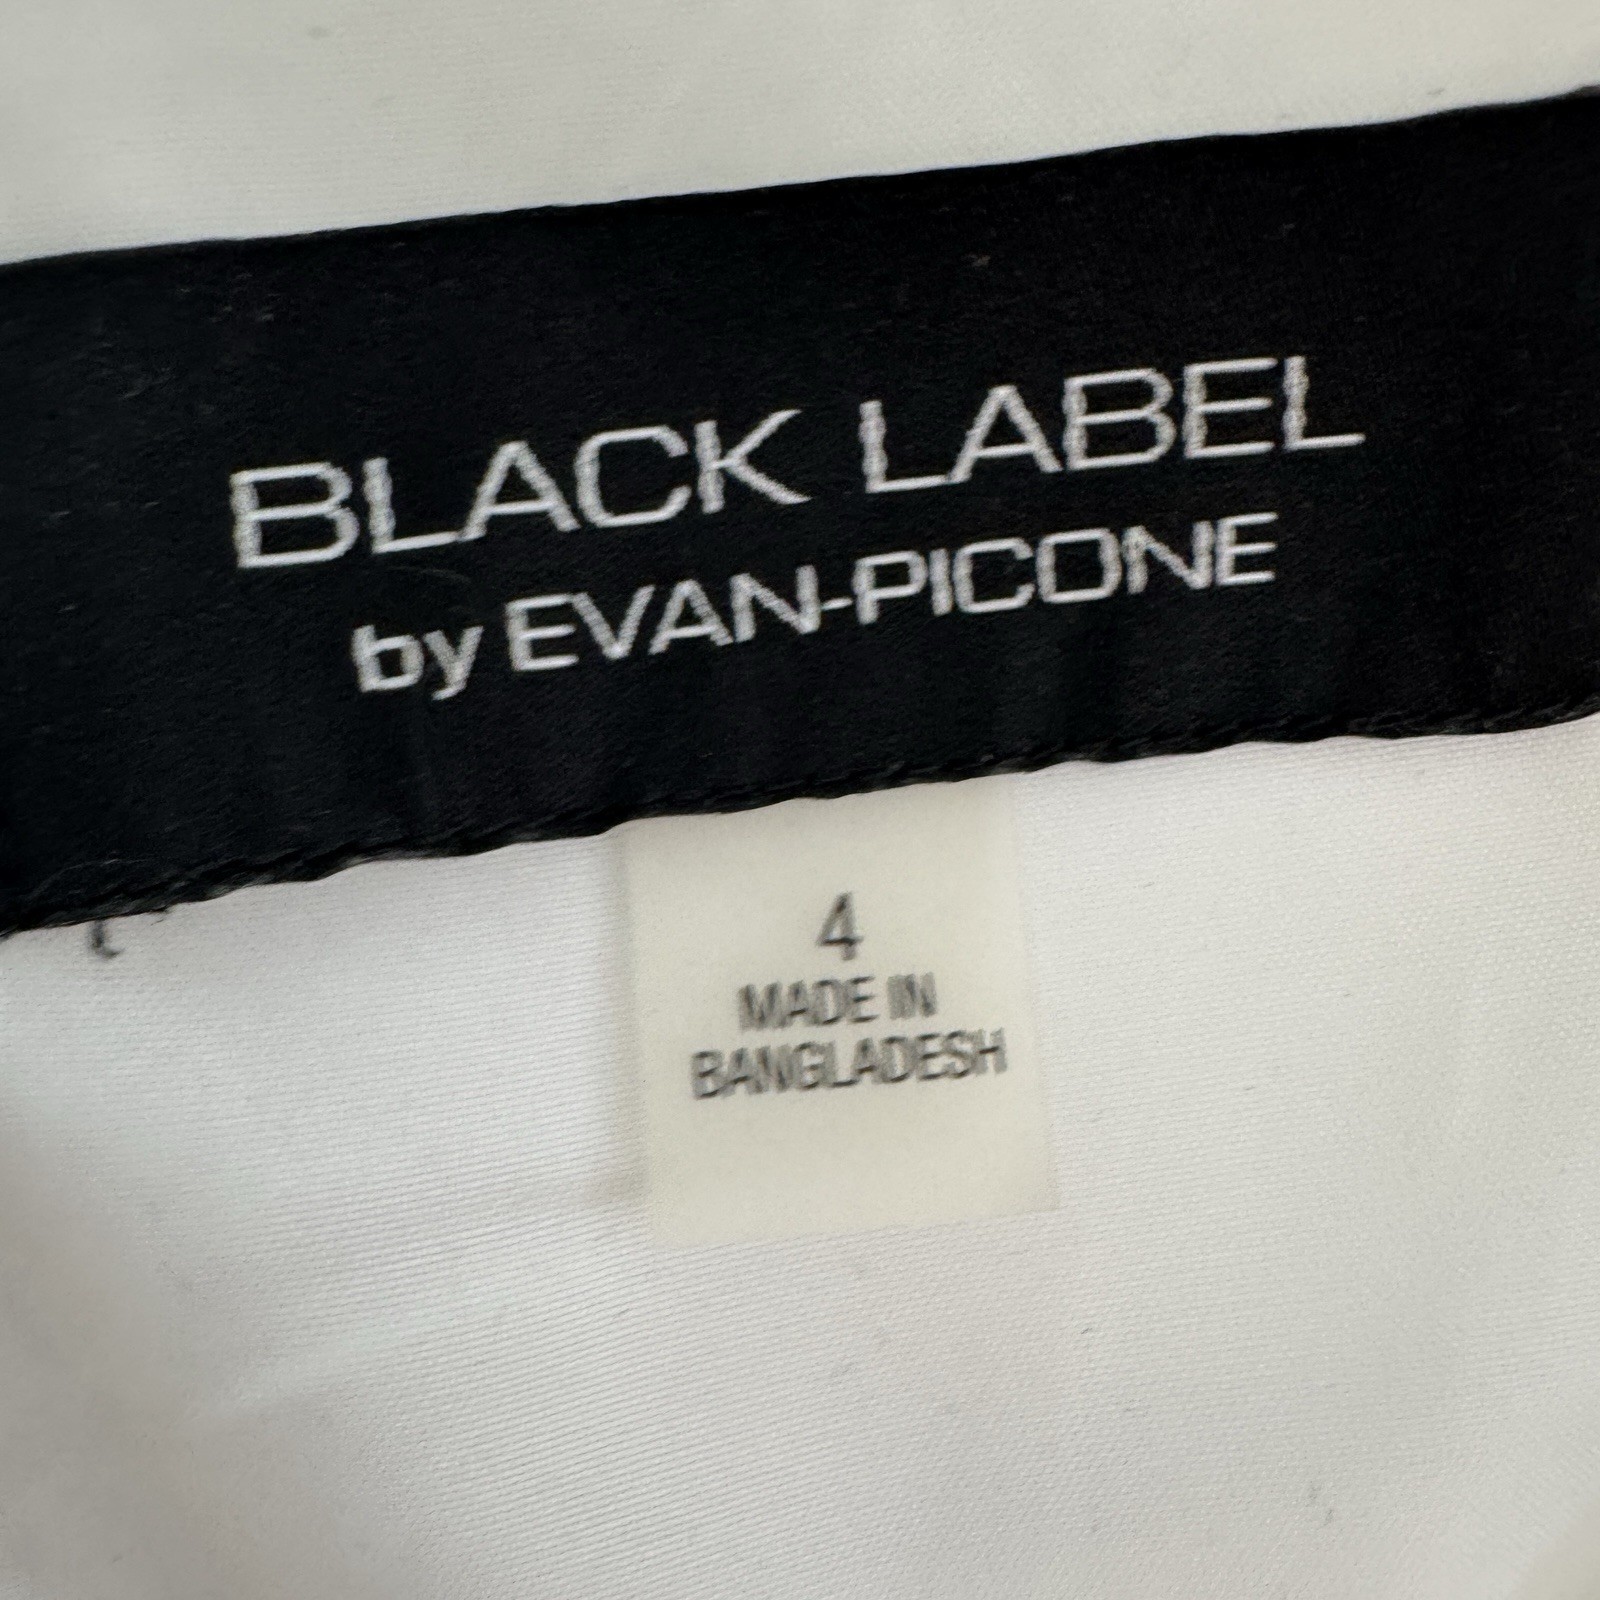 BLACK LABEL
by EVAN-PICONE
4
MADE IN
BANGLADESH